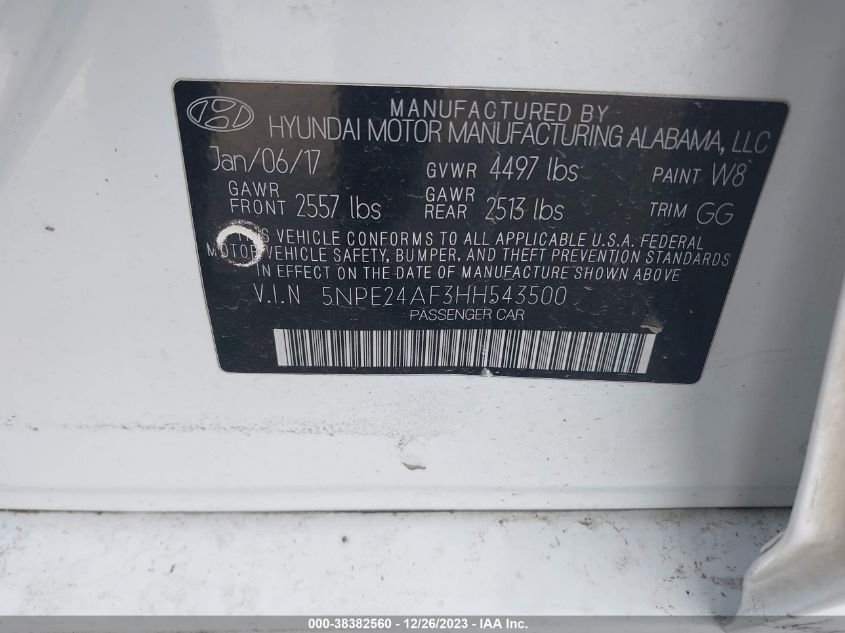 MANUFACTURED BY
HYUNDAI MOTOR MANUFACTURING ALABAMA, LLC
Jan/06/17 GVWR 4497 lbs PAINT W8
GAWR FRONT 2557 lbs GAWR REAR 2513 lbs TRIM GG
THIS VEHICLE CONFORMS TO ALL APPLICABLE U.S.A. FEDERAL
MOTOR VEHICLE SAFETY, BUMPER, AND THEFT PREVENTION STANDARDS
IN EFFECT ON THE DATE OF MANUFACTURE SHOWN ABOVE.
V.I.N 5NPE24AF3HH543500
PASSENGER CAR
000-38382560 - 12/26/2023 - IAA Inc.